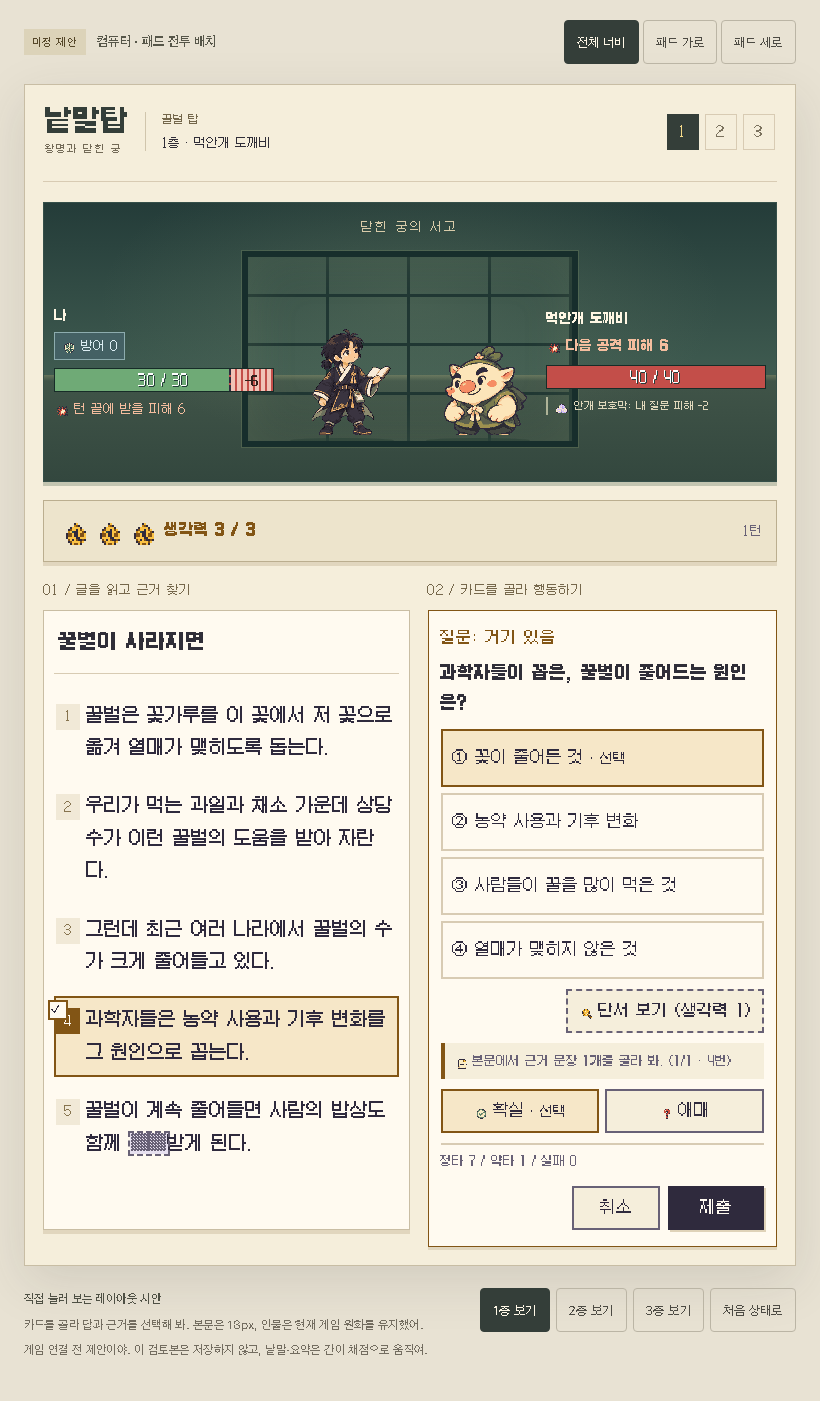 미정 제안
컴퓨터 · 패드 전투 배치
전체 너비
패드 가로
패드 세로
낱말탑
왕명과 닫힌 궁
꿀벌 탑
1층 · 먹안개 도깨비
1
2
3
닫힌 궁의 서고
나
방어 0
30 / 30
-6
턴 끝에 받을 피해 6
먹안개 도깨비
다음 공격 피해 6
40 / 40
안개 보호막: 내 질문 피해 -2
생각력 3 / 3
1턴
01 / 글을 읽고 근거 찾기
02 / 카드를 골라 행동하기
꿀벌이 사라지면
1
꿀벌은 꽃가루를 이 꽃에서 저 꽃으로
옮겨 열매가 맺히도록 돕는다.
2
우리가 먹는 과일과 채소 가운데 상당
수가 이런 꿀벌의 도움을 받아 자란
다.
3
그런데 최근 여러 나라에서 꿀벌의 수
가 크게 줄어들고 있다.
4
과학자들은 농약 사용과 기후 변화를
그 원인으로 꼽는다.
5
꿀벌이 계속 줄어들면 사람의 밥상도
함께 받게 된다.
질문: 거기 있음
과학자들이 꼽은, 꿀벌이 줄어드는 원인
은?
① 꽃이 줄어든 것 · 선택
② 농약 사용과 기후 변화
③ 사람들이 꿀을 많이 먹은 것
④ 열매가 맺히지 않은 것
단서 보기 (생각력 1)
본문에서 근거 문장 1개를 골라 봐. (1/1 · 4번)
확실 · 선택
애매
정타 7 / 약타 1 / 실패 0
취소
제출
직접 눌러 보는 레이아웃 시안
카드를 골라 답과 근거를 선택해 봐. 본문은 18px, 인물은 현재 게임 원화를 유지했어.
게임 연결 전 제안이야. 이 검토본은 저장하지 않고, 낱말·요약은 간이 채점으로 움직여.
1층 보기
2층 보기
3층 보기
처음 상태로